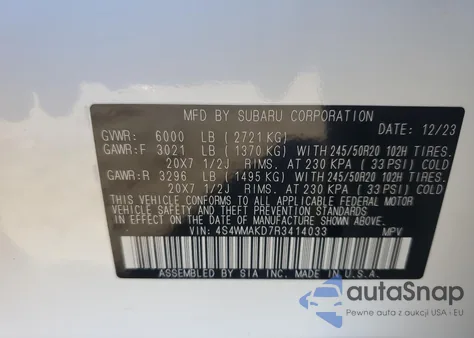 MFD BY SUBARU CORPORATION
GVWR: 6000 LB (2721 KG) 12/23
GAWR:F 3021 LB (1370 KG) WITH 245/50R20 102H TIRES.
20X7 1/2J RIMS. AT 230 KPA (33 PSI) COLD
GAWR:R 3296 LB (1495 KG) WITH 245/50R20 102H TIRES.
20X7 1/2J RIMS. AT 230 KPA (33 PSI) COLD
THIS VEHICLE CONFORMS TO ALL APPLICABLE FEDERAL MOTOR
VEHICLE SAFETY AND THEFT PREVENTION STANDARDS
IN EFFECT ON THE DATE OF MANUFACTURE SHOWN ABOVE.
VIN: 4S4WMAKD7R3414033 MPV
ASSEMBLED BY SIA INC. MADE IN U.S.A.
autoSnap
Pewne auta z aukcji USA i EU